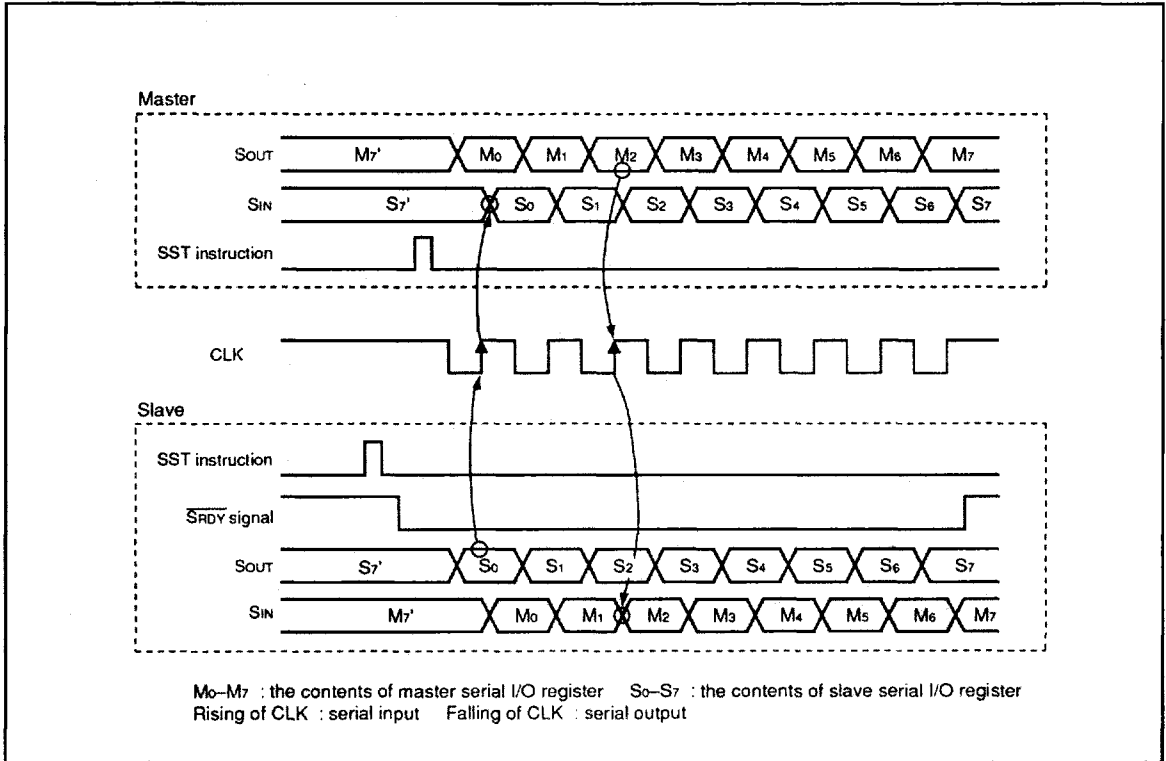 Master
SOUT M7' M0 M1 M2 M3 M4 M5 M6 M7
SIN S7' S0 S1 S2 S3 S4 S5 S6 S7
SST instruction
CLK
Slave
SST instruction
SRDY signal
SOUT S7' S0 S1 S2 S3 S4 S5 S6 S7
SIN M7' M0 M1 M2 M3 M4 M5 M6 M7
M0–M7 : the contents of master serial I/O register S0–S7 : the contents of slave serial I/O register
Rising of CLK : serial input Falling of CLK : serial output